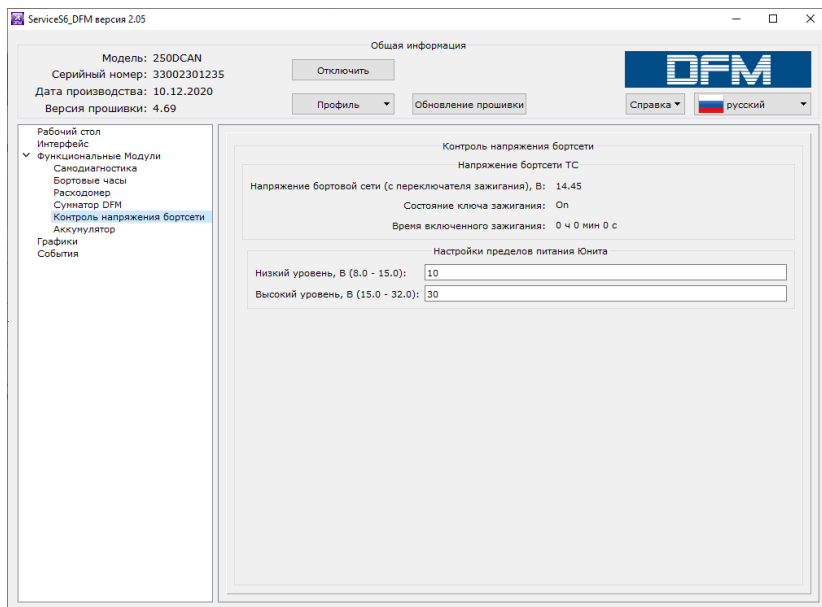 ServiceS6_DFM версия 2.05
Общая информация
Модель: 250DCAN
Серийный номер: 33002301235
Дата производства: 10.12.2020
Версия прошивки: 4.69
Отключить
Профиль
Обновление прошивки
DFM
Справка
русский
Рабочий стол
Интерфейс
Функциональные Модули
Самодиагностика
Бортовые часы
Расходомер
Сумматор DFM
Контроль напряжения бортсети
Аккумулятор
Графики
События
Контроль напряжения бортсети
Напряжение бортсети ТС
Напряжение бортовой сети (с переключателя зажигания), В: 14.45
Состояние ключа зажигания: On
Время включенного зажигания: 0 ч 0 мин 0 с
Настройки пределов питания Юнита
Низкий уровень, В (8.0 - 15.0): 10
Высокий уровень, В (15.0 - 32.0): 30